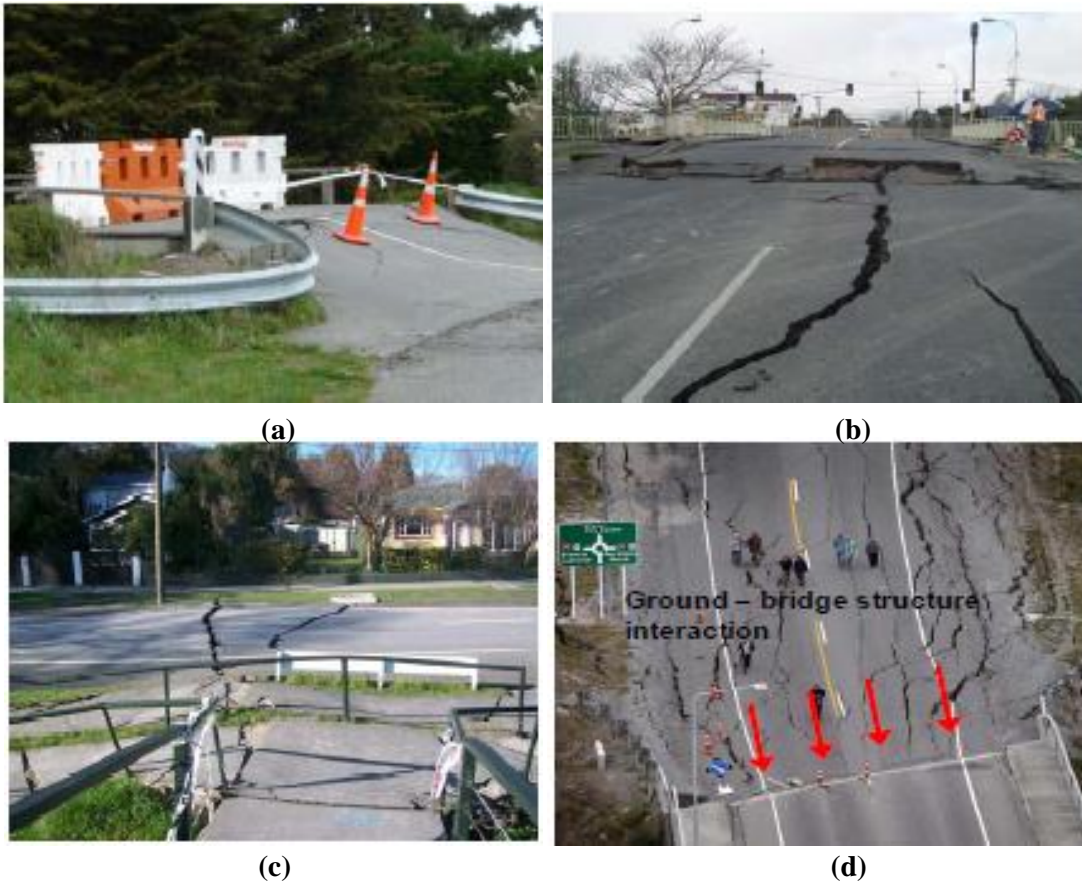 (a)
(b)
Ground – bridge structure
interaction
(c)
(d)